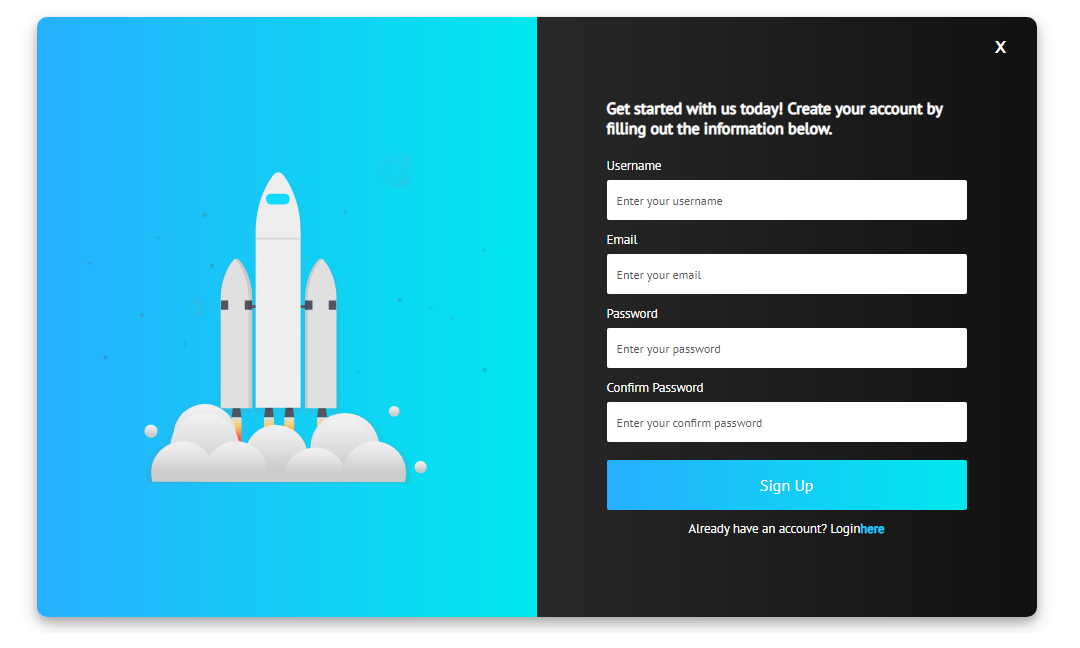 X
Get started with us today! Create your account by
filling out the information below.
Username
Enter your username
Email
Enter your email
Password
Enter your password
Confirm Password
Enter your confirm password
Sign Up
Already have an account? Loginhere